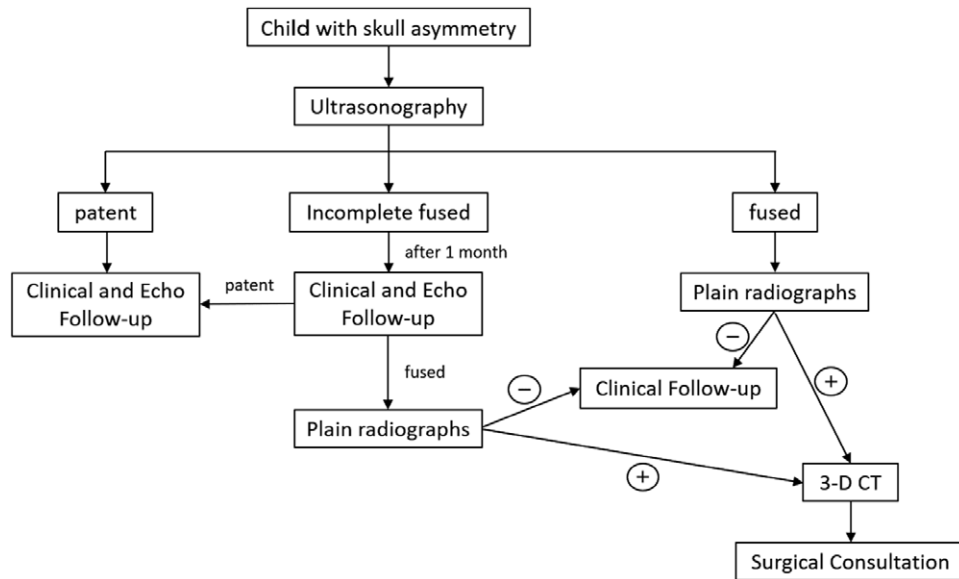 Child with skull asymmetry
Ultrasonography
patent
Incomplete fused
fused
after 1 month
Clinical and Echo
Follow-up
patent
Clinical and Echo
Follow-up
Plain radiographs
fused
−
+
−
Clinical Follow-up
Plain radiographs
+
3-D CT
Surgical Consultation